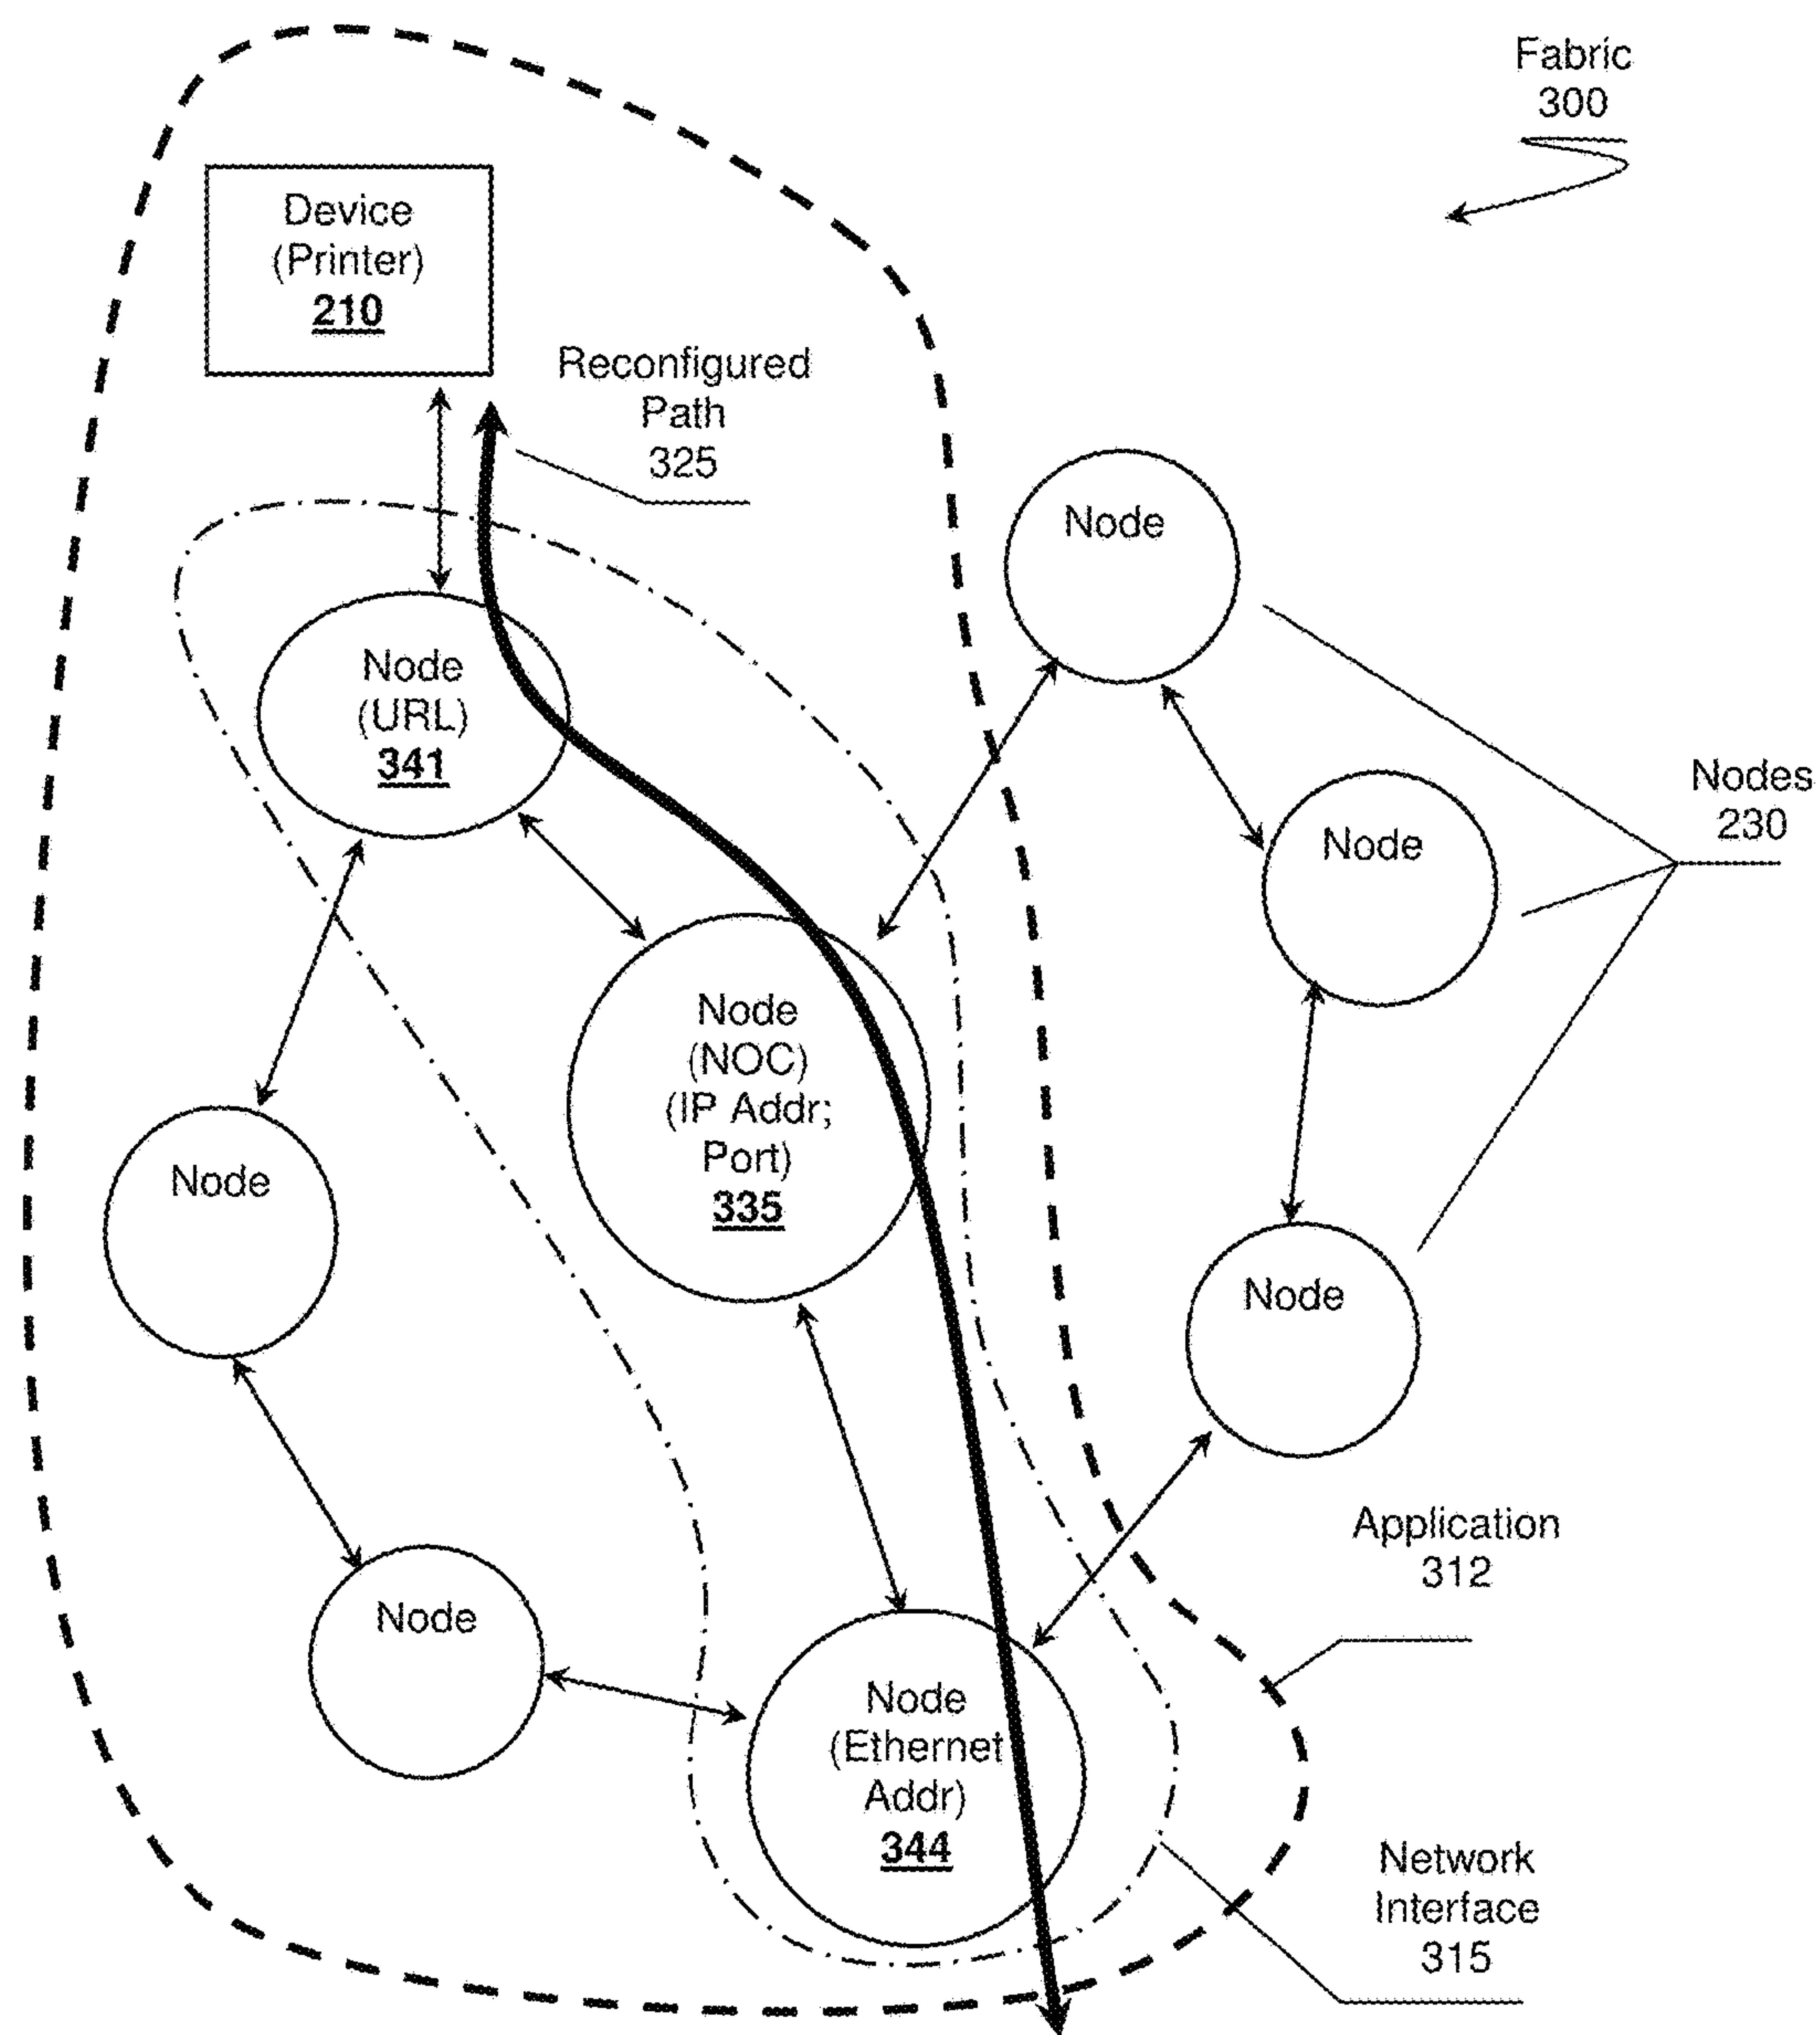 Fabric
300
Device
(Printer)
210
Reconfigured
Path
325
Node
Node
(URL)
341
Nodes
230
Node
Node
(NOC)
(IP Addr;
Port)
335
Node
Node
Application
312
Node
Node
(Ethernet
Addr)
344
Network
Interface
315